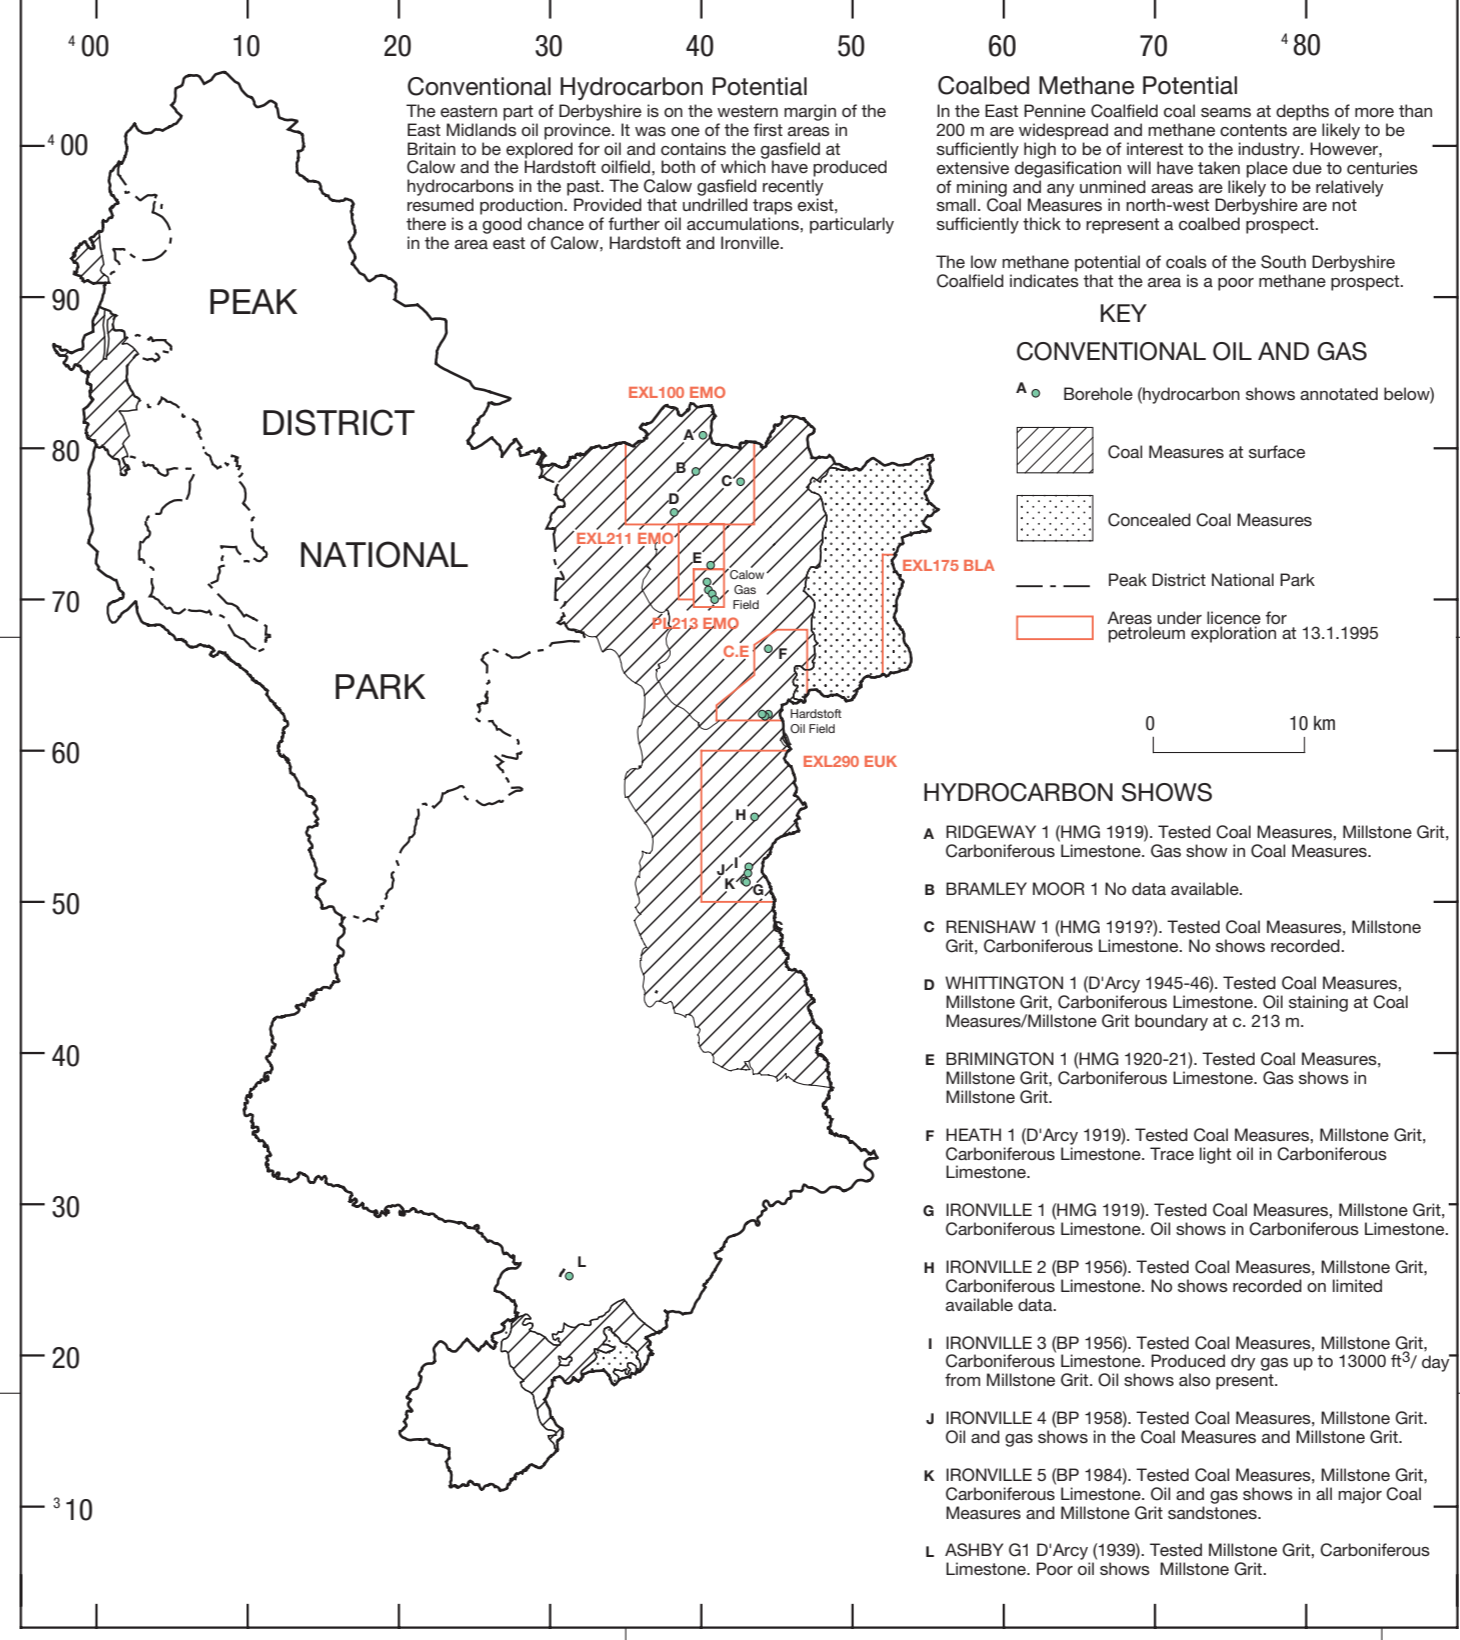 4 00 10 20 30 40 50 60 70 4 80
Conventional Hydrocarbon Potential
The eastern part of Derbyshire is on the western margin of the
East Midlands oil province. It was one of the first areas in
Britain to be explored for oil and contains the gasfield at
Calow and the Hardstoft oilfield, both of which have produced
hydrocarbons in the past. The Calow gasfield recently
resumed production. Provided that undrilled traps exist,
there is a good chance of further oil accumulations, particularly
in the area east of Calow, Hardstoft and Ironville.
Coalbed Methane Potential
In the East Pennine Coalfield coal seams at depths of more than
200 m are widespread and methane contents are likely to be
sufficiently high to be of interest to the industry. However,
extensive degasification will have taken place due to centuries
of mining and any unmined areas are likely to be relatively
small. Coal Measures in north-west Derbyshire are not
sufficiently thick to represent a coalbed prospect.
The low methane potential of coals of the South Derbyshire
Coalfield indicates that the area is a poor methane prospect.
KEY
CONVENTIONAL OIL AND GAS
A Borehole (hydrocarbon shows annotated below)
Coal Measures at surface
Concealed Coal Measures
Peak District National Park
Areas under licence for
petroleum exploration at 13.1.1995
0 10 km
4 00
90
80
70
60
50
40
30
20
3 10
PEAK
DISTRICT
NATIONAL
PARK
EXL100 EMO
A
B
C
D
EXL211 EMO
E
Calow
Gas
Field
EXL175 BLA
PL213 EMO
C.E
F
Hardstoft
Oil Field
EXL290 EUK
H
I
J
K
G
L
HYDROCARBON SHOWS
A RIDGEWAY 1 (HMG 1919). Tested Coal Measures, Millstone Grit,
Carboniferous Limestone. Gas show in Coal Measures.
B BRAMLEY MOOR 1 No data available.
C RENISHAW 1 (HMG 1919?). Tested Coal Measures, Millstone
Grit, Carboniferous Limestone. No shows recorded.
D WHITTINGTON 1 (D'Arcy 1945-46). Tested Coal Measures,
Millstone Grit, Carboniferous Limestone. Oil staining at Coal
Measures/Millstone Grit boundary at c. 213 m.
E BRIMINGTON 1 (HMG 1920-21). Tested Coal Measures,
Millstone Grit, Carboniferous Limestone. Gas shows in
Millstone Grit.
F HEATH 1 (D'Arcy 1919). Tested Coal Measures, Millstone Grit,
Carboniferous Limestone. Trace light oil in Carboniferous
Limestone.
G IRONVILLE 1 (HMG 1919). Tested Coal Measures, Millstone Grit,
Carboniferous Limestone. Oil shows in Carboniferous Limestone.
H IRONVILLE 2 (BP 1956). Tested Coal Measures, Millstone Grit,
Carboniferous Limestone. No shows recorded on limited
available data.
I IRONVILLE 3 (BP 1956). Tested Coal Measures, Millstone Grit,
Carboniferous Limestone. Produced dry gas up to 13000 ft³/ day
from Millstone Grit. Oil shows also present.
J IRONVILLE 4 (BP 1958). Tested Coal Measures, Millstone Grit.
Oil and gas shows in the Coal Measures and Millstone Grit.
K IRONVILLE 5 (BP 1984). Tested Coal Measures, Millstone Grit,
Carboniferous Limestone. Oil and gas shows in all major Coal
Measures and Millstone Grit sandstones.
L ASHBY G1 D'Arcy (1939). Tested Millstone Grit, Carboniferous
Limestone. Poor oil shows Millstone Grit.